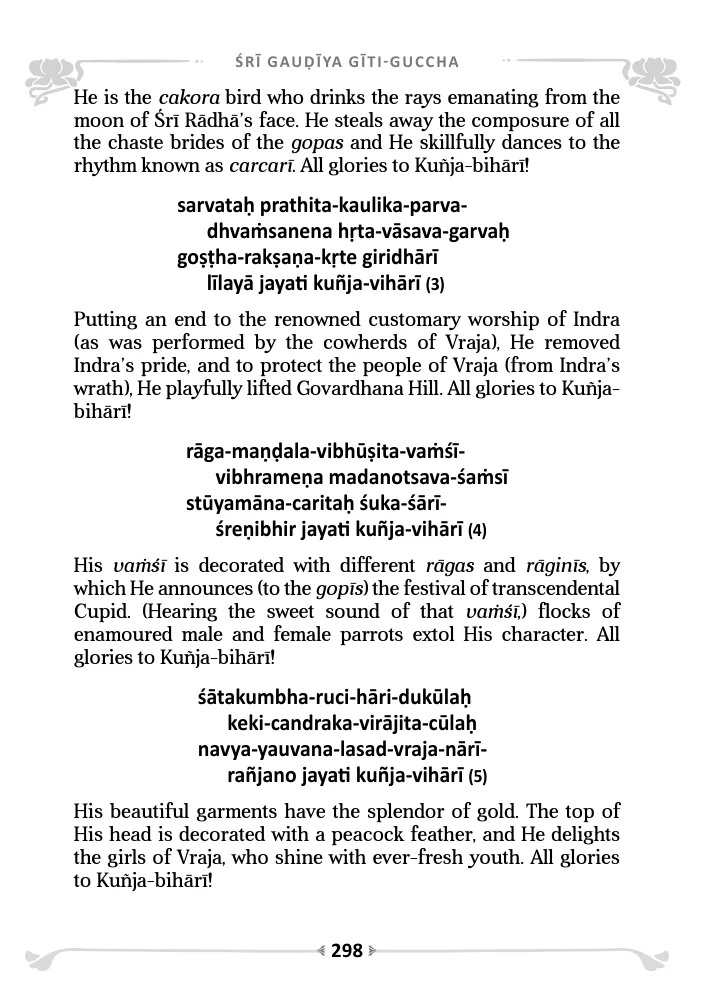 ŚRĪ GAUḌĪYA GĪTI-GUCCHA
He is the cakora bird who drinks the rays emanating from the
moon of Śrī Rādhā’s face. He steals away the composure of all
the chaste brides of the gopas and He skillfully dances to the
rhythm known as carcarī. All glories to Kuñja-bihārī!
sarvataḥ prathita-kaulika-parva-
dhvaṁsanena hṛta-vāsava-garvaḥ
goṣṭha-rakṣaṇa-kṛte giridhārī
līlayā jayati kuñja-vihārī (3)
Putting an end to the renowned customary worship of Indra
(as was performed by the cowherds of Vraja), He removed
Indra’s pride, and to protect the people of Vraja (from Indra’s
wrath), He playfully lifted Govardhana Hill. All glories to Kuñja-
bihārī!
rāga-maṇḍala-vibhūṣita-vaṁśī-
vibhrameṇa madanotsava-śaṁsī
stūyamāna-caritaḥ śuka-śārī-
śreṇibhir jayati kuñja-vihārī (4)
His vaṁśī is decorated with different rāgas and rāginīs, by
which He announces (to the gopīs) the festival of transcendental
Cupid. (Hearing the sweet sound of that vaṁśī,) flocks of
enamoured male and female parrots extol His character. All
glories to Kuñja-bihārī!
śātakumbha-ruci-hāri-dukūlaḥ
keki-candraka-virājita-cūlaḥ
navya-yauvana-lasad-vraja-nārī-
rañjano jayati kuñja-vihārī (5)
His beautiful garments have the splendor of gold. The top of
His head is decorated with a peacock feather, and He delights
the girls of Vraja, who shine with ever-fresh youth. All glories
to Kuñja-bihārī!
298